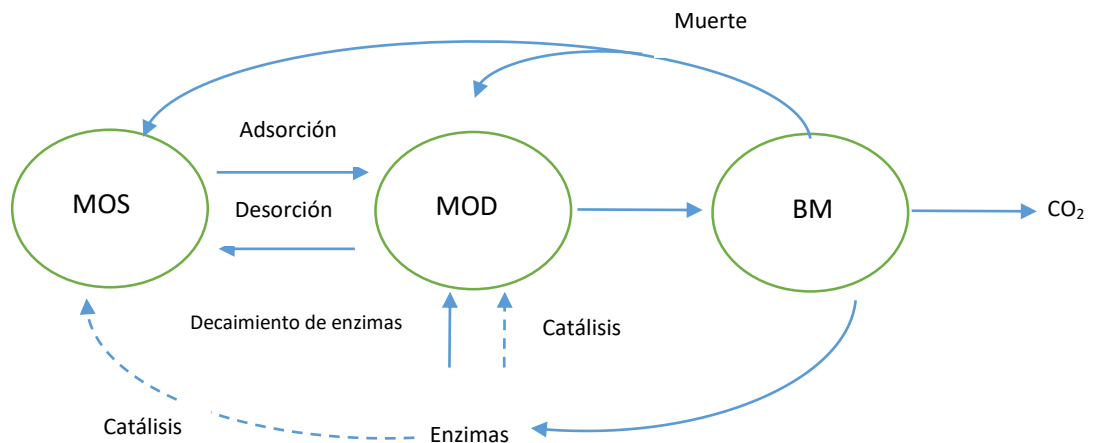 Muerte
Adsorción
MOS
Desorción
MOD
BM
CO₂
Decaimiento de enzimas
Catálisis
Catálisis
Enzimas